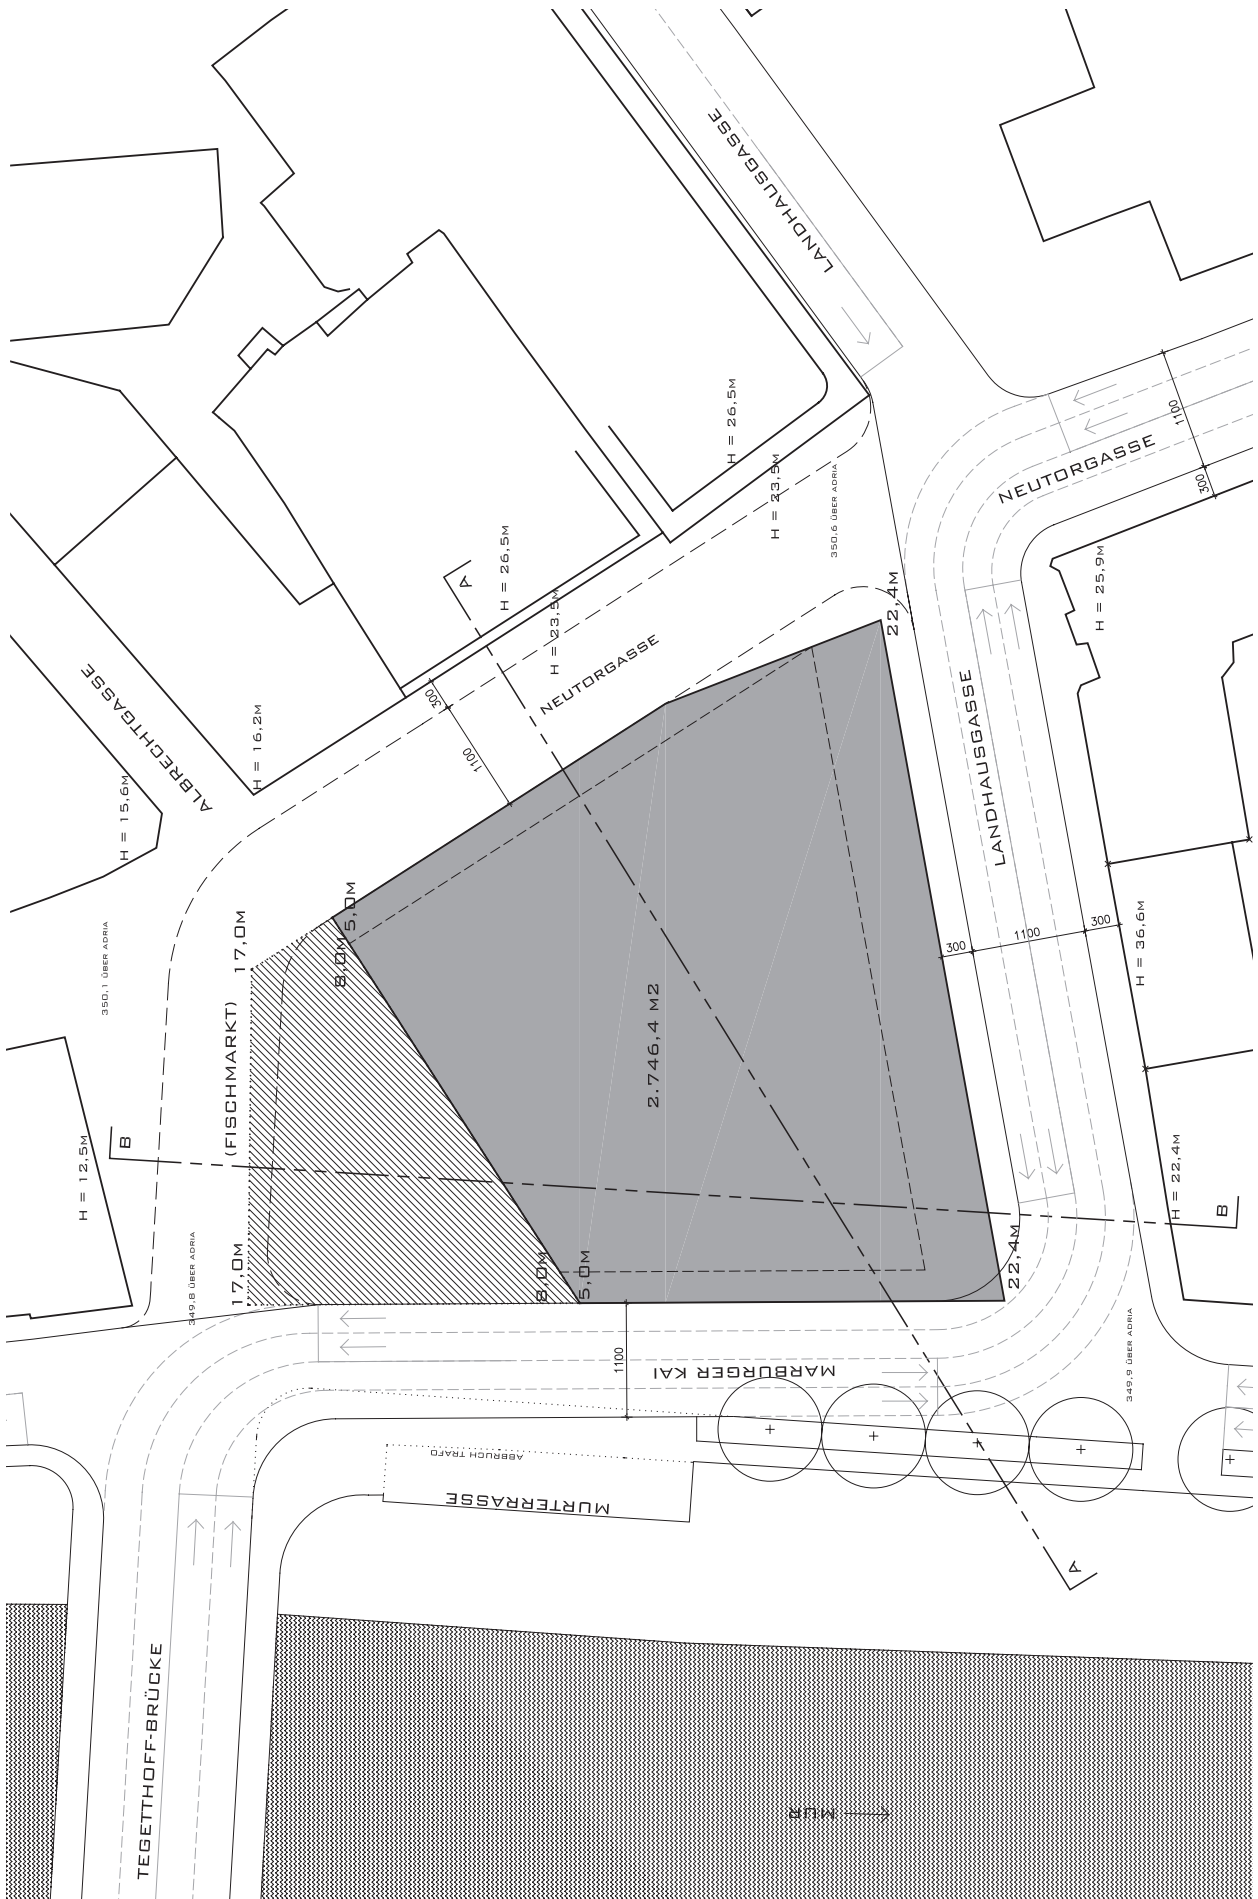 LANDHAUSGASSE
H = 26,5M
H = 23,5M
350,6 ÜBER ADRIA
NEUTORGASSE
1100
300
H = 26,5M
H = 23,5M
A
NEUTORGASSE
22,4M
H = 25,9M
ALBRECHTGASSE
H = 16,2M
H = 15,6M
300
1100
LANDHAUSGASSE
17,0M
5,0M
8,0M
350,1 ÜBER ADRIA
(FISCHMARKT)
2.746,4 M2
300
1100
300
H = 36,6M
B
H = 12,5M
H = 22,4M
B
349,8 ÜBER ADRIA
17,0M
8,0M
5,0M
22,4M
1100
MARBURGER KAI
349,9 ÜBER ADRIA
ABBRUCH TRAFO
MURTERRASSE
A
TEGETTHOFF-BRÜCKE
MUR